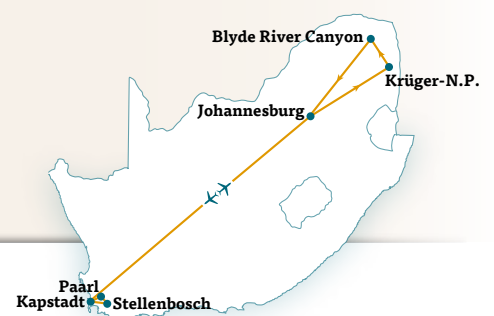 Blyde River Canyon
Krüger-N.P.
Johannesburg
Paarl
Kapstadt
Stellenbosch